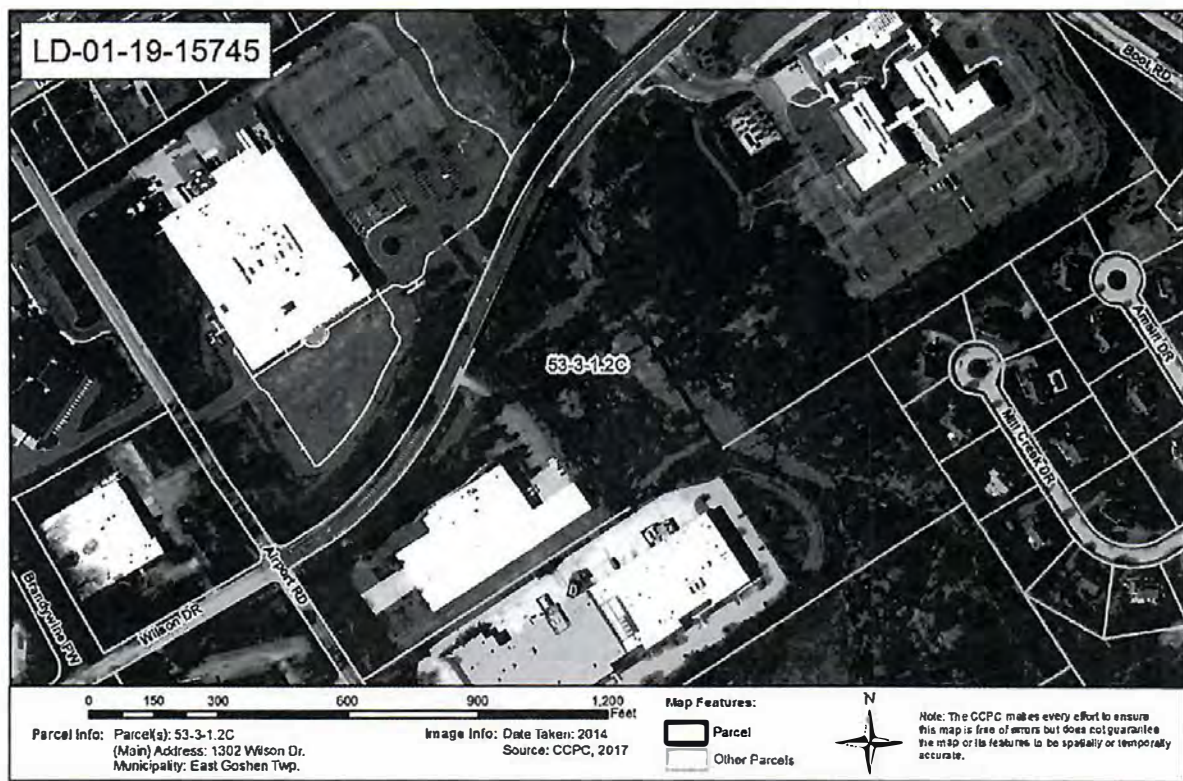 LD-01-19-15745
Boot RD
53-3-1.2C
Armhill DR
Mill Creek DR
Airport RD
Brandywine PW
Wilson DR
0 150 300 600 900 1,200
Feet
Parcel Info: Parcel(s): 53-3-1.2C
(Main) Address: 1302 Wilson Dr.
Municipality: East Goshen Twp.
Image Info: Date Taken: 2014
Source: CCPC, 2017
Map Features:
Parcel
Other Parcels
N
Note: The CCPC makes every effort to ensure
this map is free of errors but does not guarantee
the map or its features to be spatially or temporally
accurate.